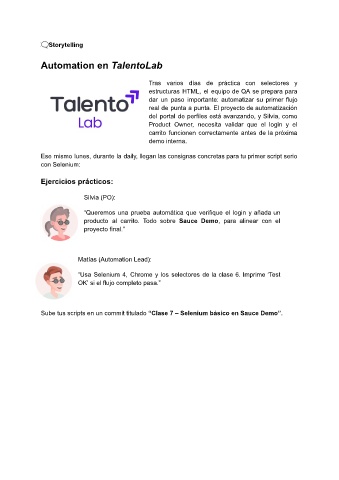 🗨Storytelling
Automation en TalentoLab
Tras varios días de práctica con selectores y
estructuras HTML, el equipo de QA se prepara para
dar un paso importante: automatizar su primer flujo
real de punta a punta. El proyecto de automatización
del portal de perfiles está avanzando, y Silvia, como
Product Owner, necesita validar que el login y el
carrito funcionen correctamente antes de la próxima
demo interna.
Talento
Lab
Ese mismo lunes, durante la daily, llegan las consignas concretas para tu primer script serio
con Selenium:
Ejercicios prácticos:
Silvia (PO):
“Queremos una prueba automática que verifique el login y añada un
producto al carrito. Todo sobre Sauce Demo, para alinear con el
proyecto final.”
Matías (Automation Lead):
“Usa Selenium 4, Chrome y los selectores de la clase 6. Imprime ‘Test
OK’ si el flujo completo pasa.”
Sube tus scripts en un commit titulado “Clase 7 – Selenium básico en Sauce Demo”.